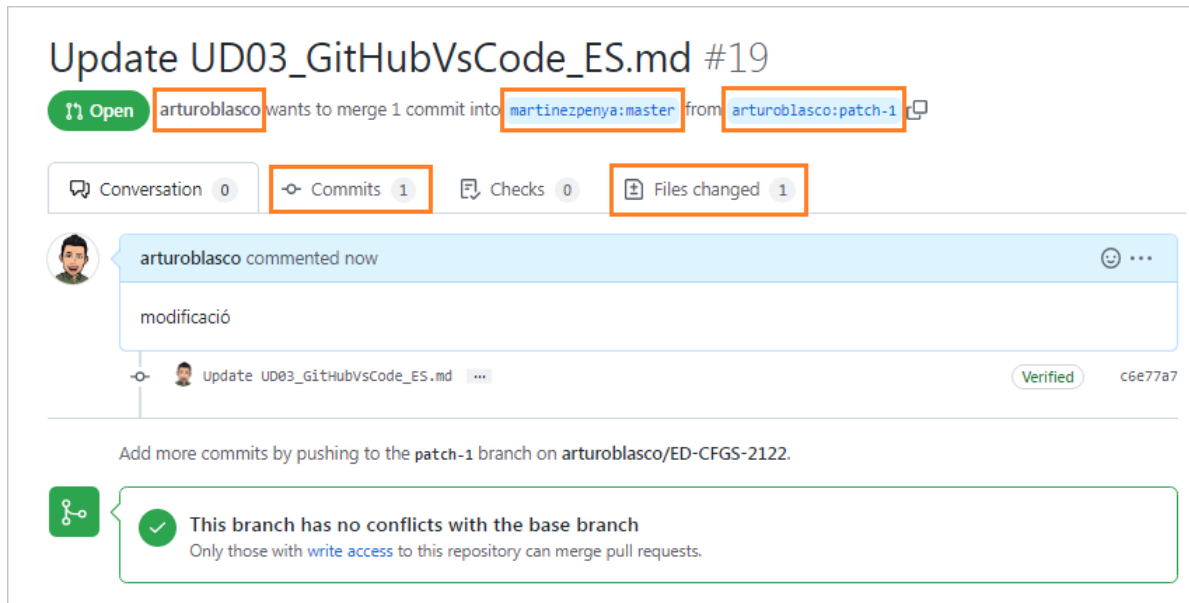 Update UD03_GitHubVsCode_ES.md #19
Open arturoblasco wants to merge 1 commit into martinezpenya:master from arturoblasco:patch-1
Conversation 0 Commits 1 Checks 0 Files changed 1
arturoblasco commented now
modificació
Update UD03_GitHubVsCode_ES.md ... Verified c6e77a7
Add more commits by pushing to the patch-1 branch on arturoblasco/ED-CFGS-2122.
This branch has no conflicts with the base branch
Only those with write access to this repository can merge pull requests.